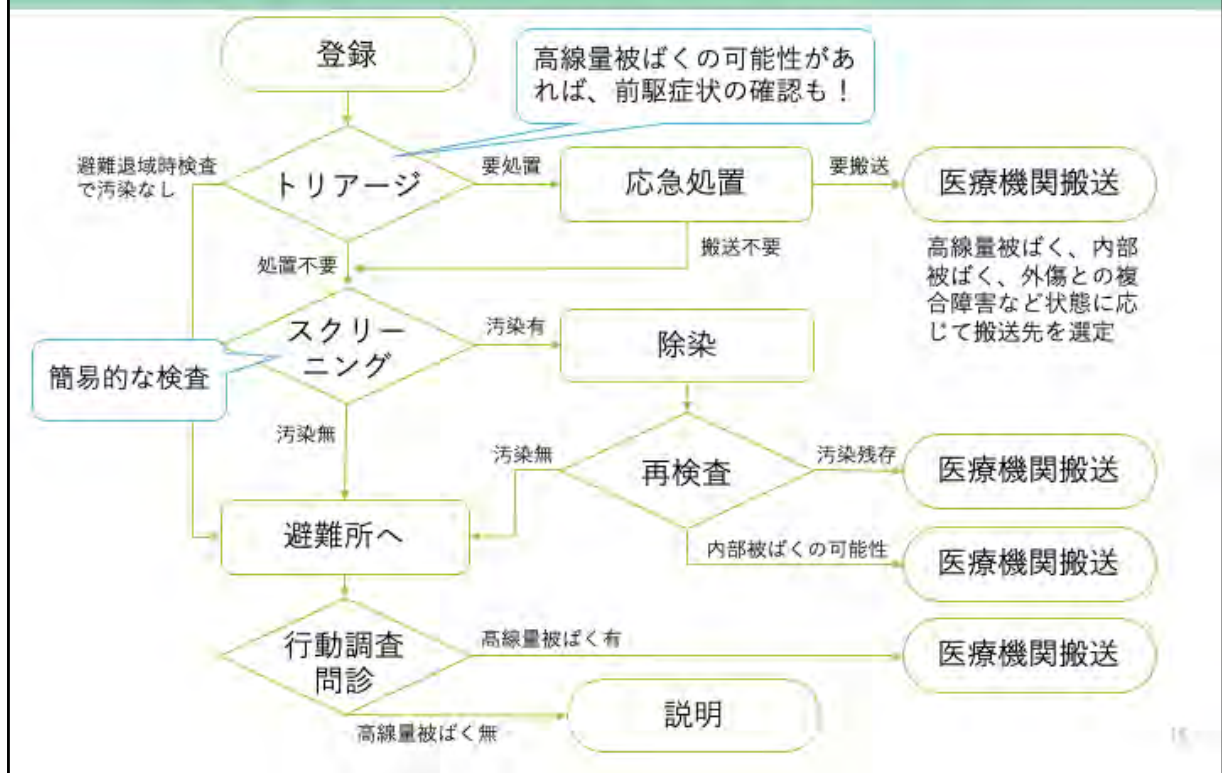 登録
高線量被ばくの可能性があ
れば、前駆症状の確認も！
避難退域時検査
で汚染なし
トリアージ
要処置
応急処置
要搬送
医療機関搬送
処置不要
搬送不要
高線量被ばく、内部
被ばく、外傷との複
合障害など状態に応
じて搬送先を選定
スクリー
ニング
汚染有
除染
簡易的な検査
汚染無
汚染無
再検査
汚染残存
医療機関搬送
避難所へ
内部被ばくの可能性
医療機関搬送
行動調査
問診
高線量被ばく有
医療機関搬送
高線量被ばく無
説明